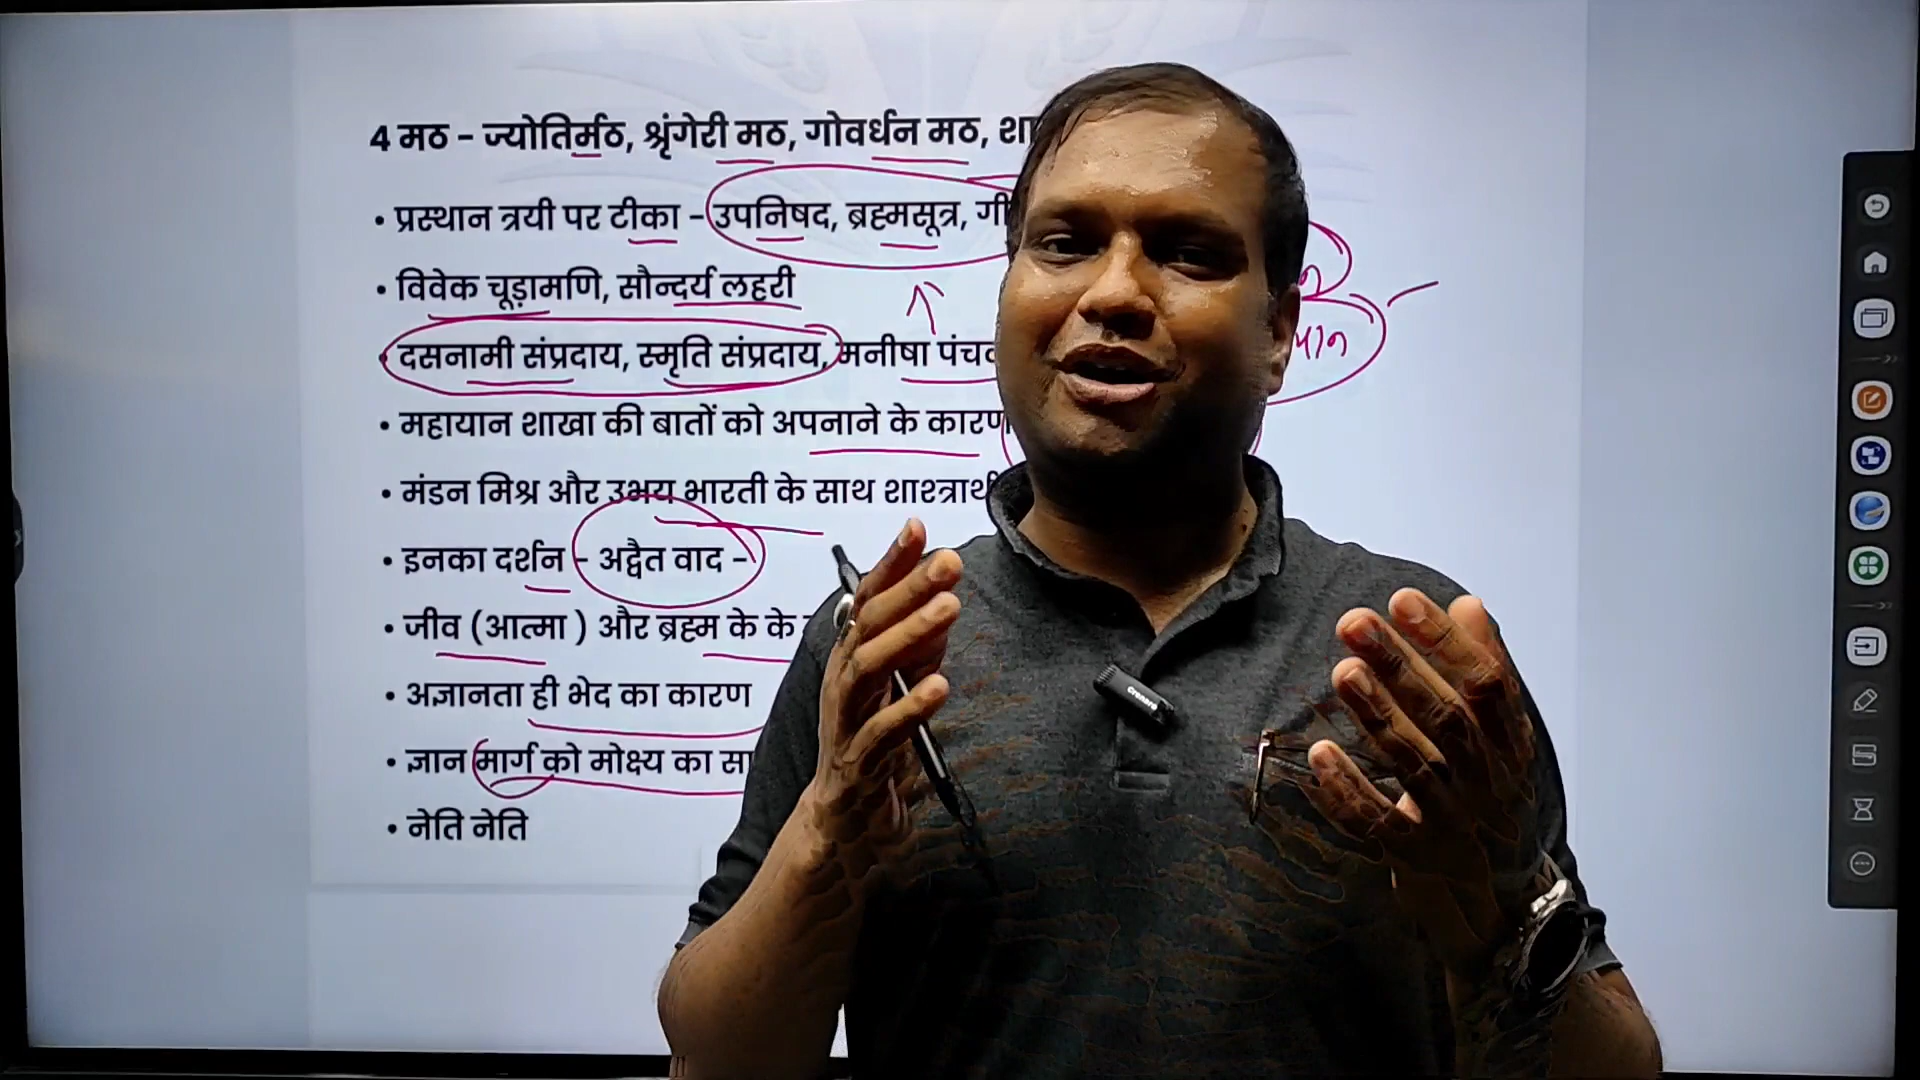 4 मठ - ज्योतिर्मठ, श्रृंगेरी मठ, गोवर्धन मठ,
• प्रस्थान त्रयी पर टीका - उपनिषद, ब्रह्मसूत्र,
• विवेक चूड़ामणि, सौन्दर्य लहरी
• दसनामी संप्रदाय, स्मृति संप्रदाय, मनीषा
• महायान शाखा की बातों को अपनाने के कारण
• मंडन मिश्र और उभय भारती के साथ शाश्त्रार्थ
• इनका दर्शन - अद्वैत वाद -
• जीव (आत्मा ) और ब्रह्म के के
• अज्ञानता ही भेद का कारण
• ज्ञान मार्ग को मोक्ष्य का
• नेति नेति